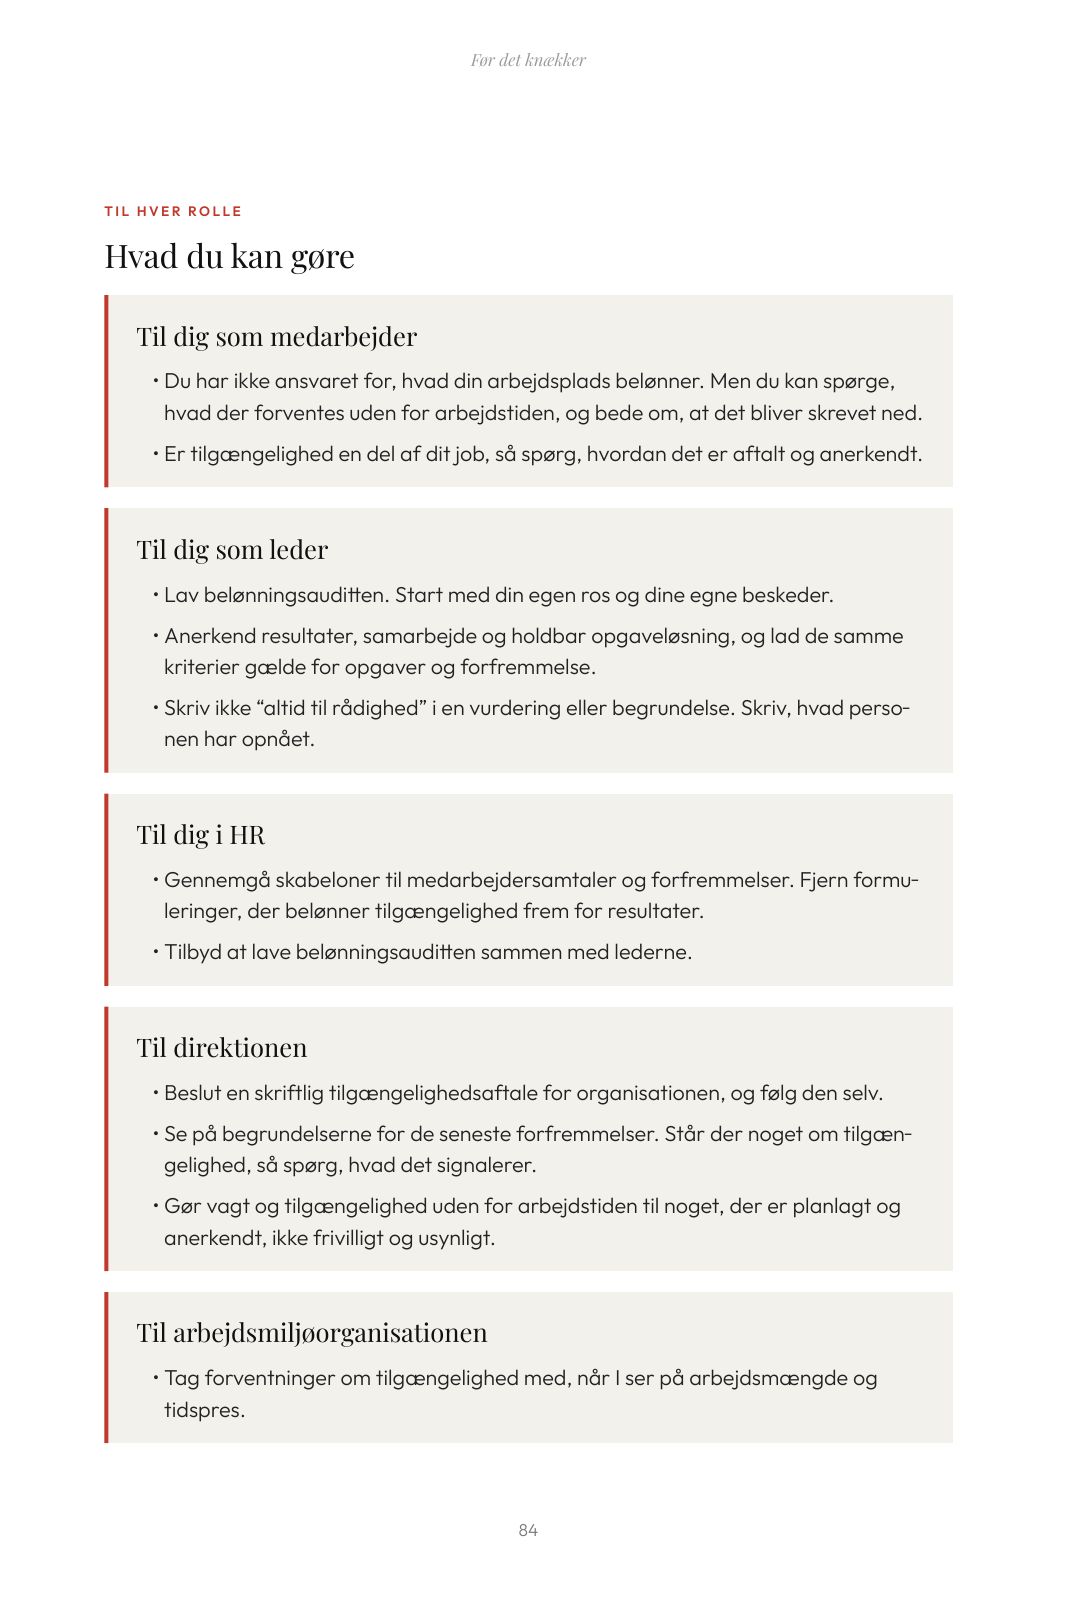 Før det knækker
TIL HVER ROLLE
Hvad du kan gøre
Til dig som medarbejder
• Du har ikke ansvaret for, hvad din arbejdsplads belønner. Men du kan spørge,
hvad der forventes uden for arbejdstiden, og bede om, at det bliver skrevet ned.
• Er tilgængelighed en del af dit job, så spørg, hvordan det er aftalt og anerkendt.
Til dig som leder
• Lav belønningsauditten. Start med din egen ros og dine egne beskeder.
• Anerkend resultater, samarbejde og holdbar opgaveløsning, og lad de samme
kriterier gælde for opgaver og forfremmelse.
• Skriv ikke “altid til rådighed” i en vurdering eller begrundelse. Skriv, hvad perso-
nen har opnået.
Til dig i HR
• Gennemgå skabeloner til medarbejdersamtaler og forfremmelser. Fjern formu-
leringer, der belønner tilgængelighed frem for resultater.
• Tilbyd at lave belønningsauditten sammen med lederne.
Til direktionen
• Beslut en skriftlig tilgængelighedsaftale for organisationen, og følg den selv.
• Se på begrundelserne for de seneste forfremmelser. Står der noget om tilgæn-
gelighed, så spørg, hvad det signalerer.
• Gør vagt og tilgængelighed uden for arbejdstiden til noget, der er planlagt og
anerkendt, ikke frivilligt og usynligt.
Til arbejdsmiljøorganisationen
• Tag forventninger om tilgængelighed med, når I ser på arbejdsmængde og
tidspres.
84